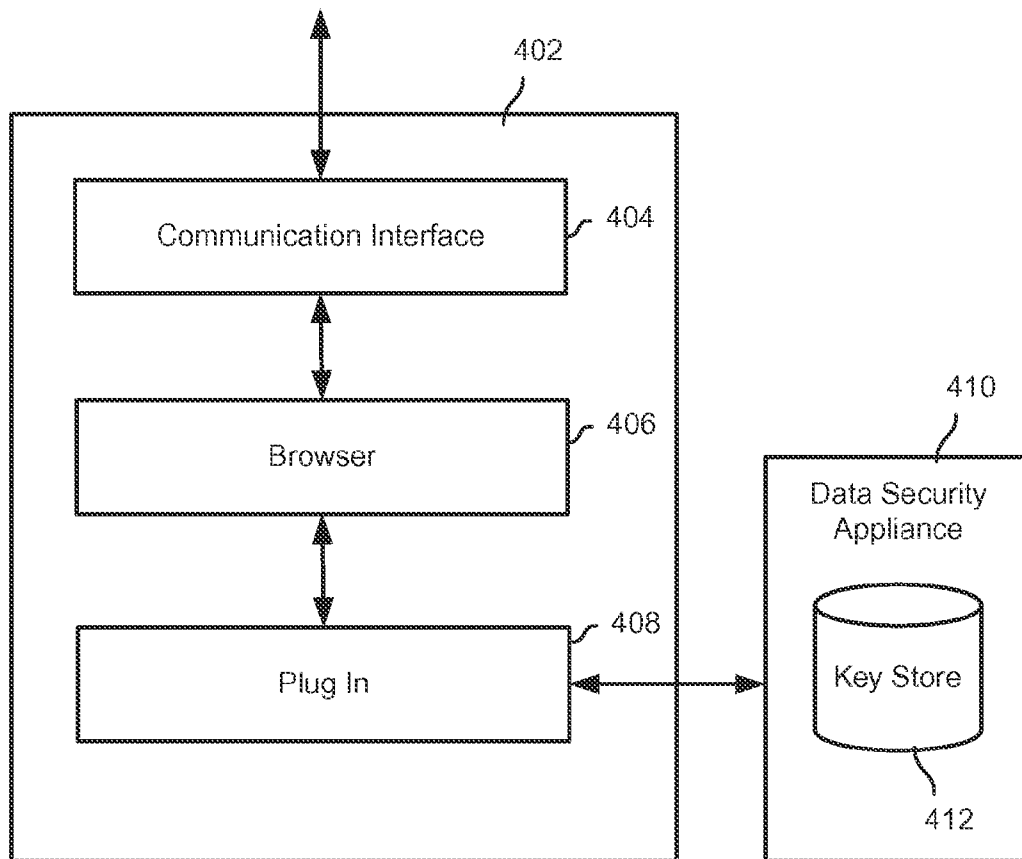 402
Communication Interface
404
Browser
406
410
Data Security
Appliance
Plug In
408
Key Store
412